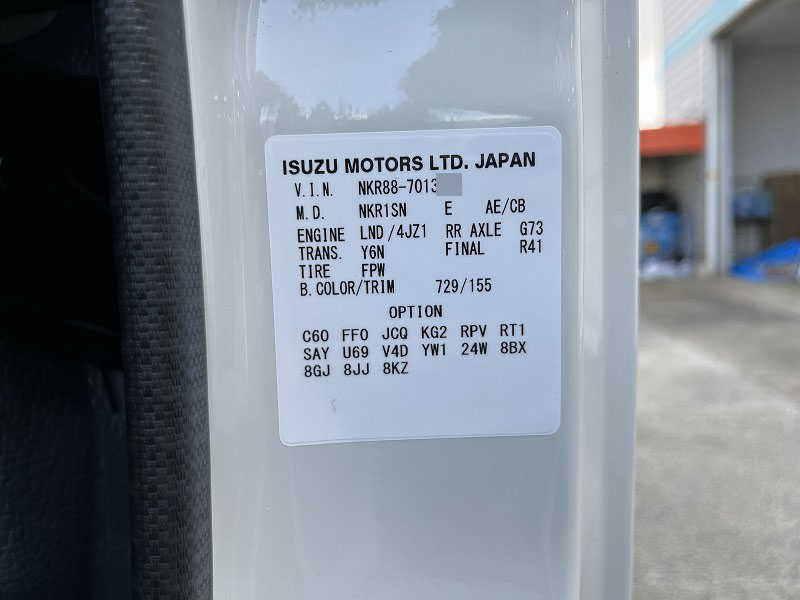 ISUZU MOTORS LTD. JAPAN
V.I.N. NKR88-7013
M.D. NKR1SN E AE/CB
ENGINE LND/4JZ1 RR AXLE G73
TRANS. Y6N FINAL R41
TIRE FPW
B.COLOR/TRIM 729/155
OPTION
C60 FF0 JCQ KG2 RPV RT1
SAY U69 V4D YW1 24W 8BX
8GJ 8JJ 8KZ